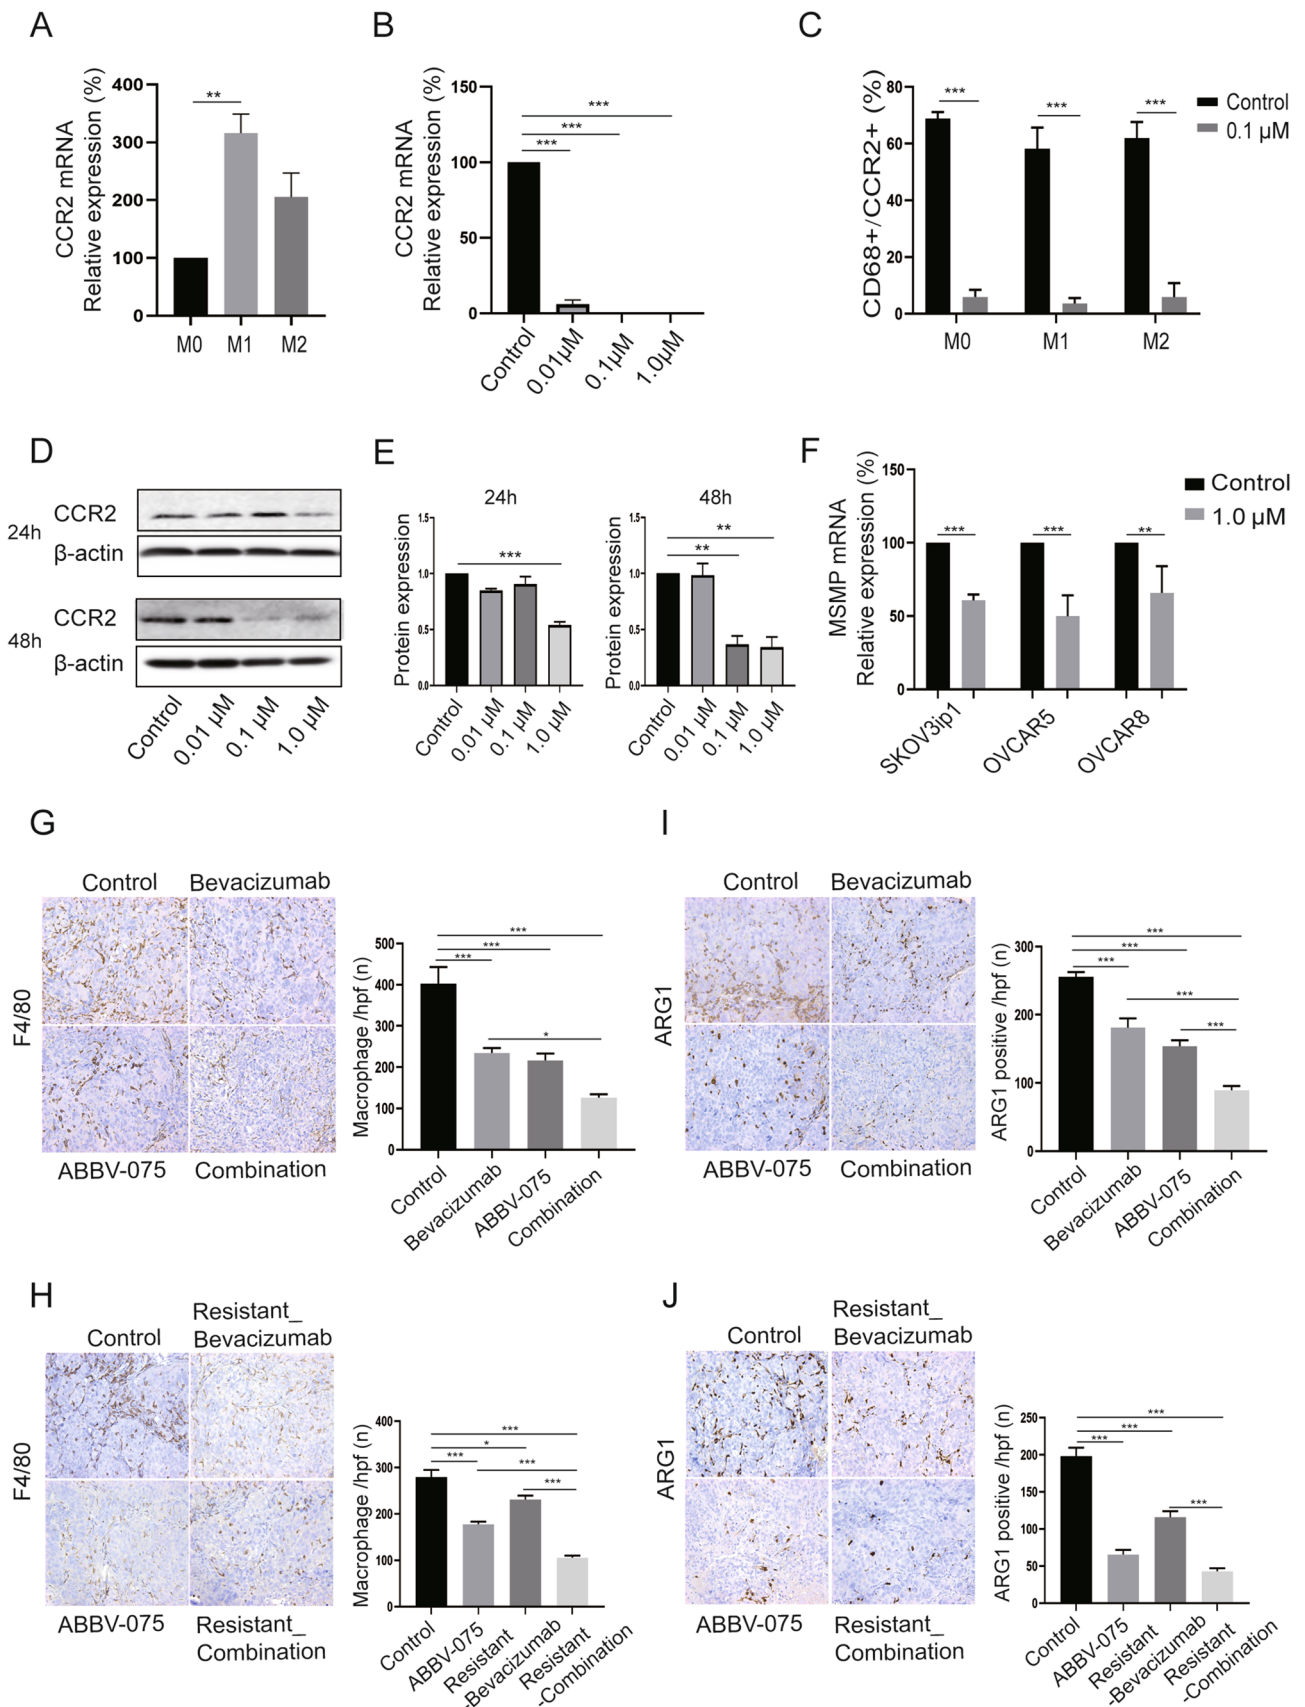 A
CCR2 mRNA
Relative expression (%)
400
300
200
100
0
**
M0
M1
M2
B
CCR2 mRNA
Relative expression (%)
150
100
50
0
***
***
***
Control
0.01µM
0.1µM
1.0µM
C
CD68+/CCR2+ (%)
80
60
40
20
0
***
***
***
M0
M1
M2
Control
0.1 µM
D
24h
CCR2
β-actin
48h
CCR2
β-actin
Control
0.01 µM
0.1 µM
1.0 µM
E
24h
Protein expression
1.5
1.0
0.5
0.0
***
Control
0.01 µM
0.1 µM
1.0 µM
48h
Protein expression
1.5
1.0
0.5
0.0
**
**
Control
0.01 µM
0.1 µM
1.0 µM
F
MSMP mRNA
Relative expression (%)
150
100
50
0
***
***
**
SKOV3ip1
OVCAR5
OVCAR8
Control
1.0 µM
G
F4/80
Control
Bevacizumab
ABBV-075
Combination
Macrophage /hpf (n)
500
400
300
200
100
0
***
***
***
*
Control
Bevacizumab
ABBV-075
Combination
I
ARG1
Control
Bevacizumab
ABBV-075
Combination
ARG1 positive /hpf (n)
300
200
100
0
***
***
***
***
***
Control
Bevacizumab
ABBV-075
Combination
H
F4/80
Control
Resistant_
Bevacizumab
ABBV-075
Resistant_
Combination
Macrophage /hpf (n)
400
300
200
100
0
***
*
***
***
***
Control
ABBV-075
Resistant
-Bevacizumab
Resistant
-Combination
J
ARG1
Control
Resistant_
Bevacizumab
ABBV-075
Resistant_
Combination
ARG1 positive /hpf (n)
250
200
150
100
50
0
***
***
***
***
Control
ABBV-075
Resistant
-Bevacizumab
Resistant
-Combination